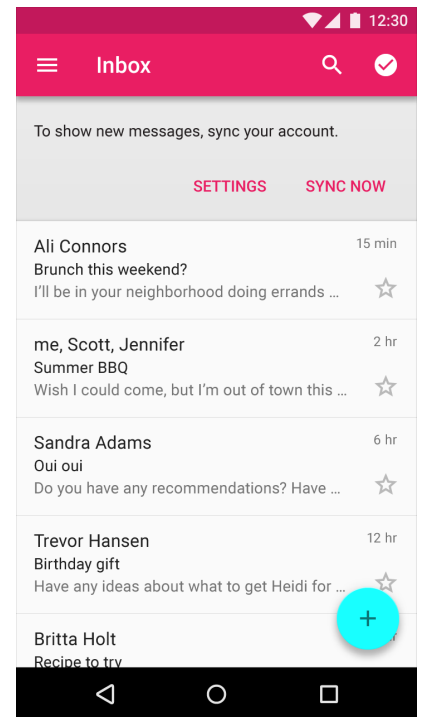 12:30
Inbox
To show new messages, sync your account.
SETTINGS SYNC NOW
Ali Connors 15 min
Brunch this weekend?
I'll be in your neighborhood doing errands ...
me, Scott, Jennifer 2 hr
Summer BBQ
Wish I could come, but I'm out of town this ...
Sandra Adams 6 hr
Oui oui
Do you have any recommendations? Have ...
Trevor Hansen 12 hr
Birthday gift
Have any ideas about what to get Heidi for ...
Britta Holt
Recipe to try